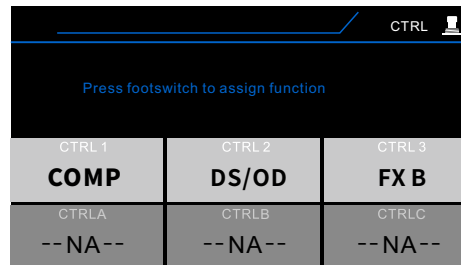 CTRL
Press footswitch to assign function
CTRL 1 CTRL 2 CTRL 3
COMP DS/OD FX B
CTRLA CTRLB CTRLC
--NA-- --NA-- --NA--